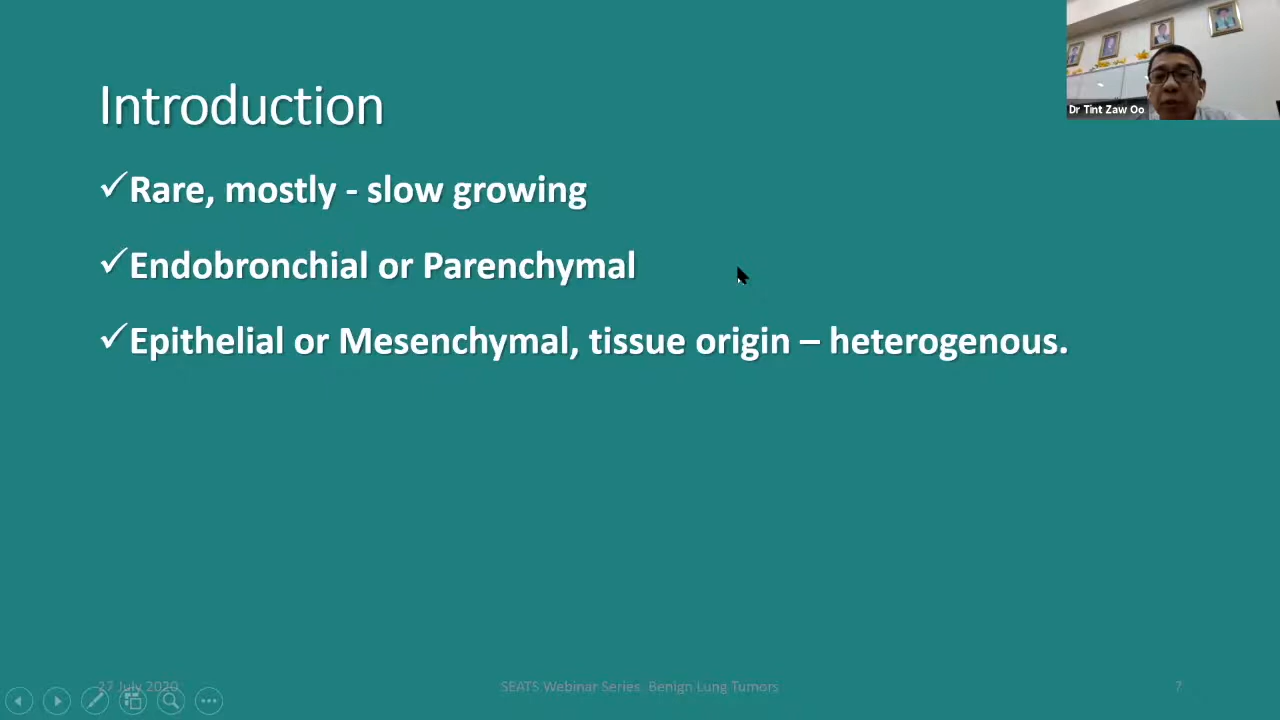 Introduction
Dr Tint Zaw Oo
✓Rare, mostly - slow growing
✓Endobronchial or Parenchymal
✓Epithelial or Mesenchymal, tissue origin – heterogenous.
27 July 2020
SEATS Webinar Series Benign Lung Tumors
7